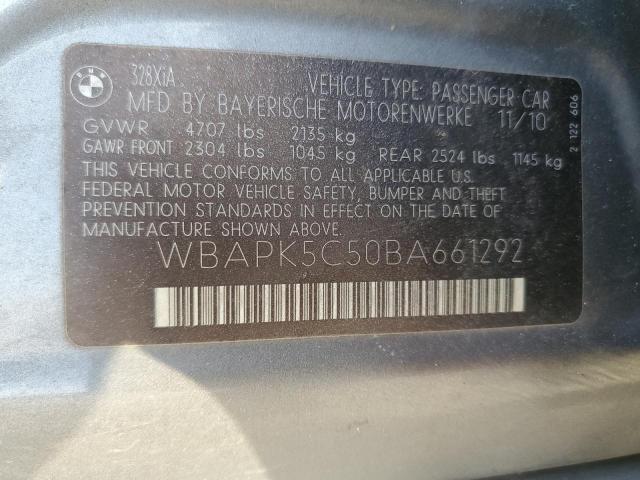 BMW
328XiA
VEHICLE TYPE: PASSENGER CAR
MFD BY BAYERISCHE MOTORENWERKE 11/10
GVWR 4707 lbs 2135 kg
GAWR FRONT 2304 lbs 1045 kg REAR 2524 lbs 1145 kg
THIS VEHICLE CONFORMS TO ALL APPLICABLE U.S.
FEDERAL MOTOR VEHICLE SAFETY, BUMPER AND THEFT
PREVENTION STANDARDS IN EFFECT ON THE DATE OF
MANUFACTURE SHOWN ABOVE.
WBAPK5C50BA661292
2 122 606